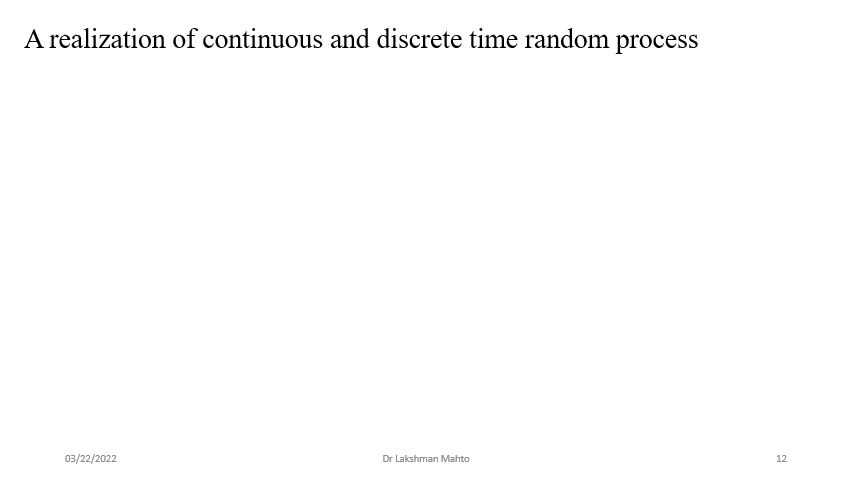 A realization of continuous and discrete time random process
03/22/2022
Dr Lakshman Mahto
12